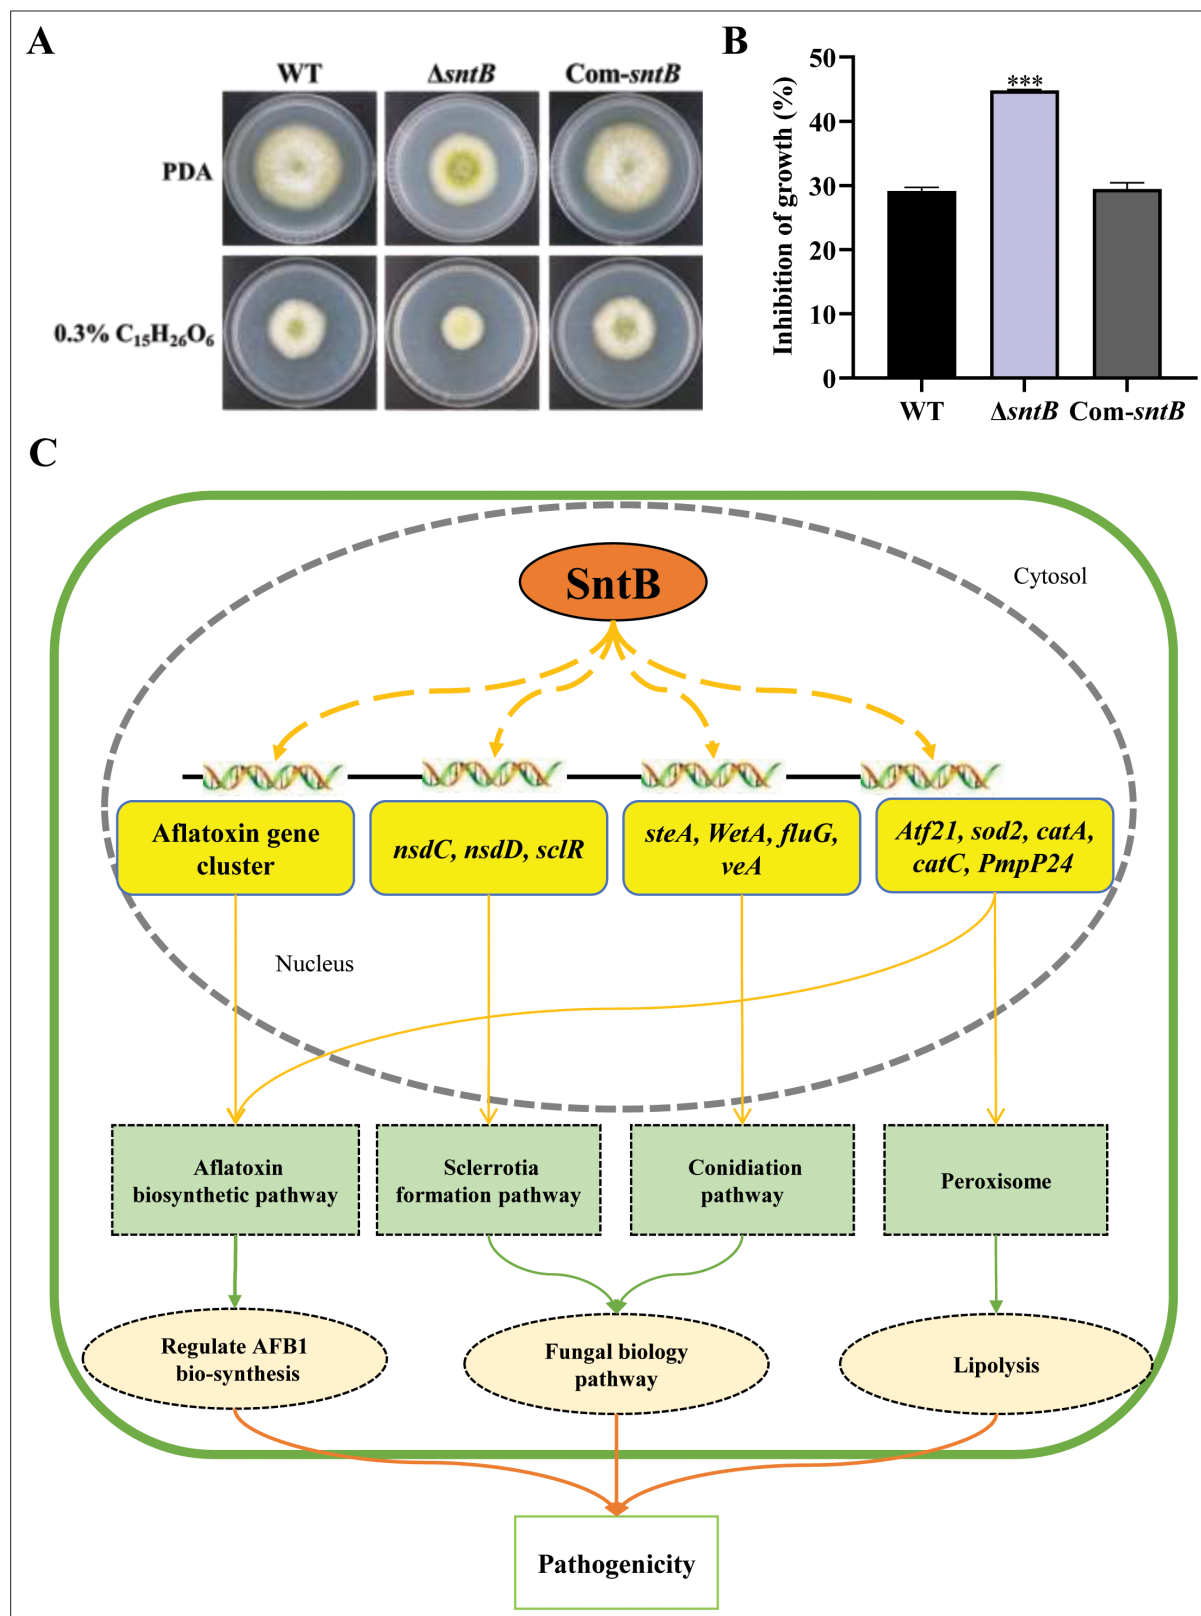 A
WT
ΔsntB
Com-sntB
PDA
0.3% C₁₅H₂₆O₆
B
Inhibition of growth (%)
50
40
30
20
10
0
***
WT
ΔsntB
Com-sntB
C
SntB
Cytosol
Aflatoxin gene
cluster
nsdC, nsdD, sclR
steA, WetA, fluG,
veA
Atf21, sod2, catA,
catC, PmpP24
Nucleus
Aflatoxin
biosynthetic pathway
Sclerrotia
formation pathway
Conidiation
pathway
Peroxisome
Regulate AFB1
bio-synthesis
Fungal biology
pathway
Lipolysis
Pathogenicity